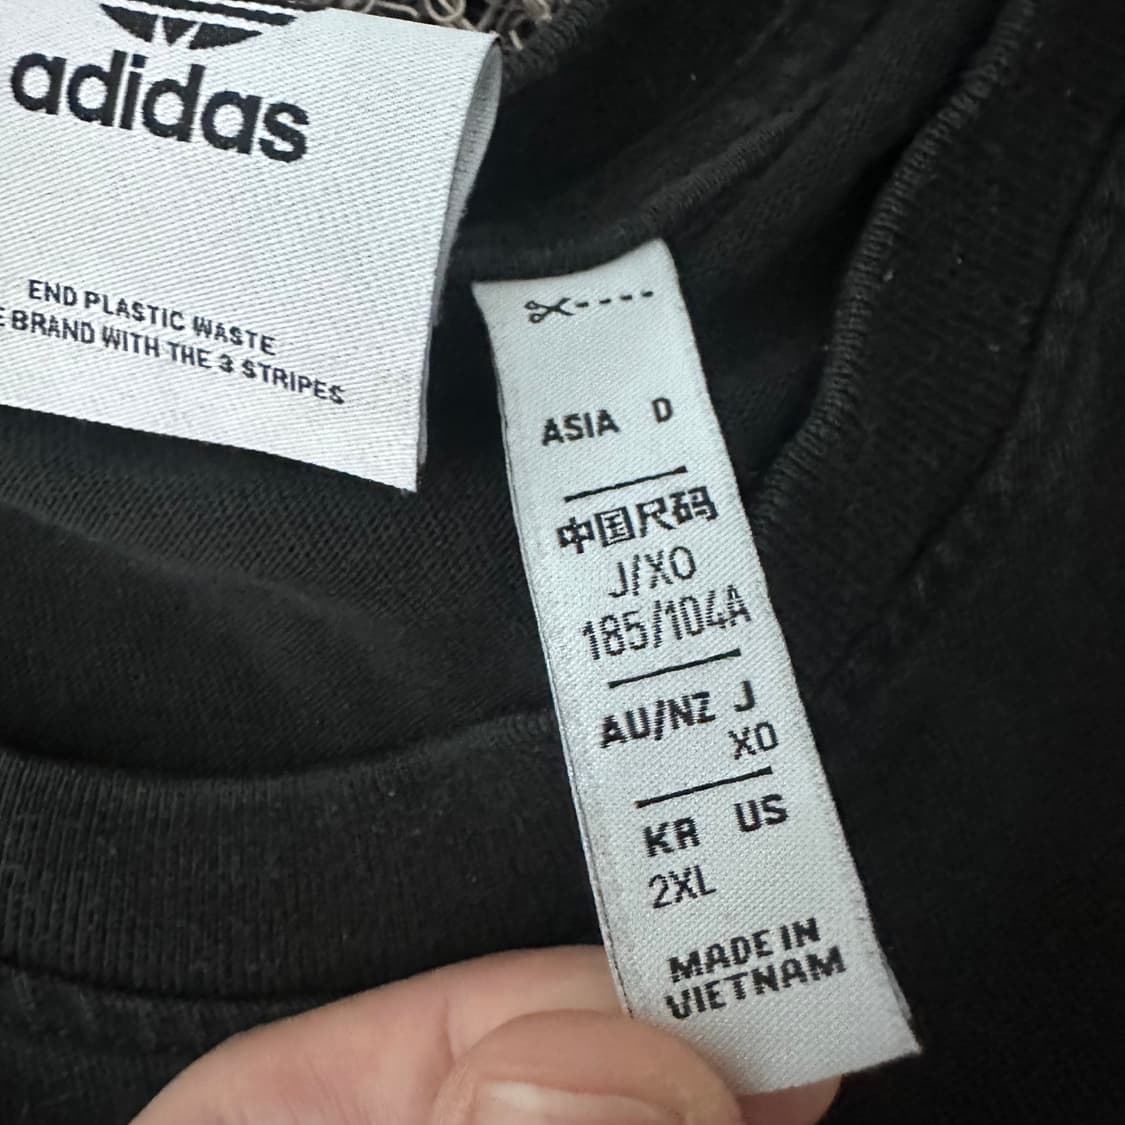 adidas
END PLASTIC WASTE
BRAND WITH THE 3 STRIPES
ASIA D
中国尺码
J/XO
185/104A
AU/NZ J
XO
KR US
2XL
MADE IN
VIETNAM